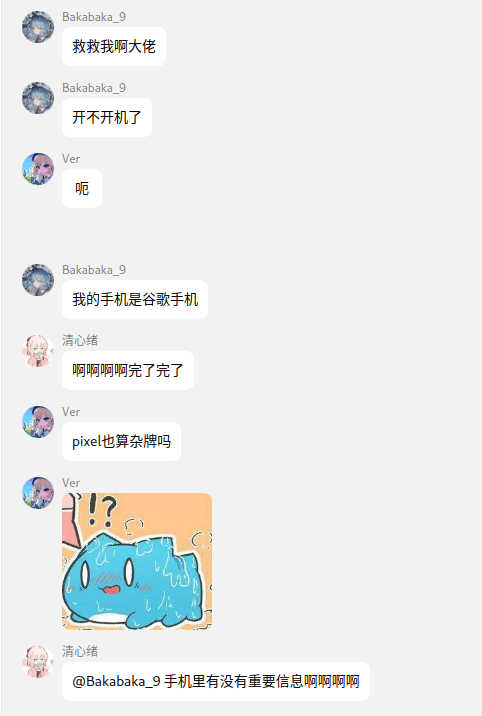 Bakabaka_9
救救我啊大佬
Bakabaka_9
开不开机了
Ver
呃
Bakabaka_9
我的手机是谷歌手机
清心绪
啊啊啊啊完了完了
Ver
pixel也算杂牌吗
Ver
!?
清心绪
@Bakabaka_9 手机里有没有重要信息啊啊啊啊